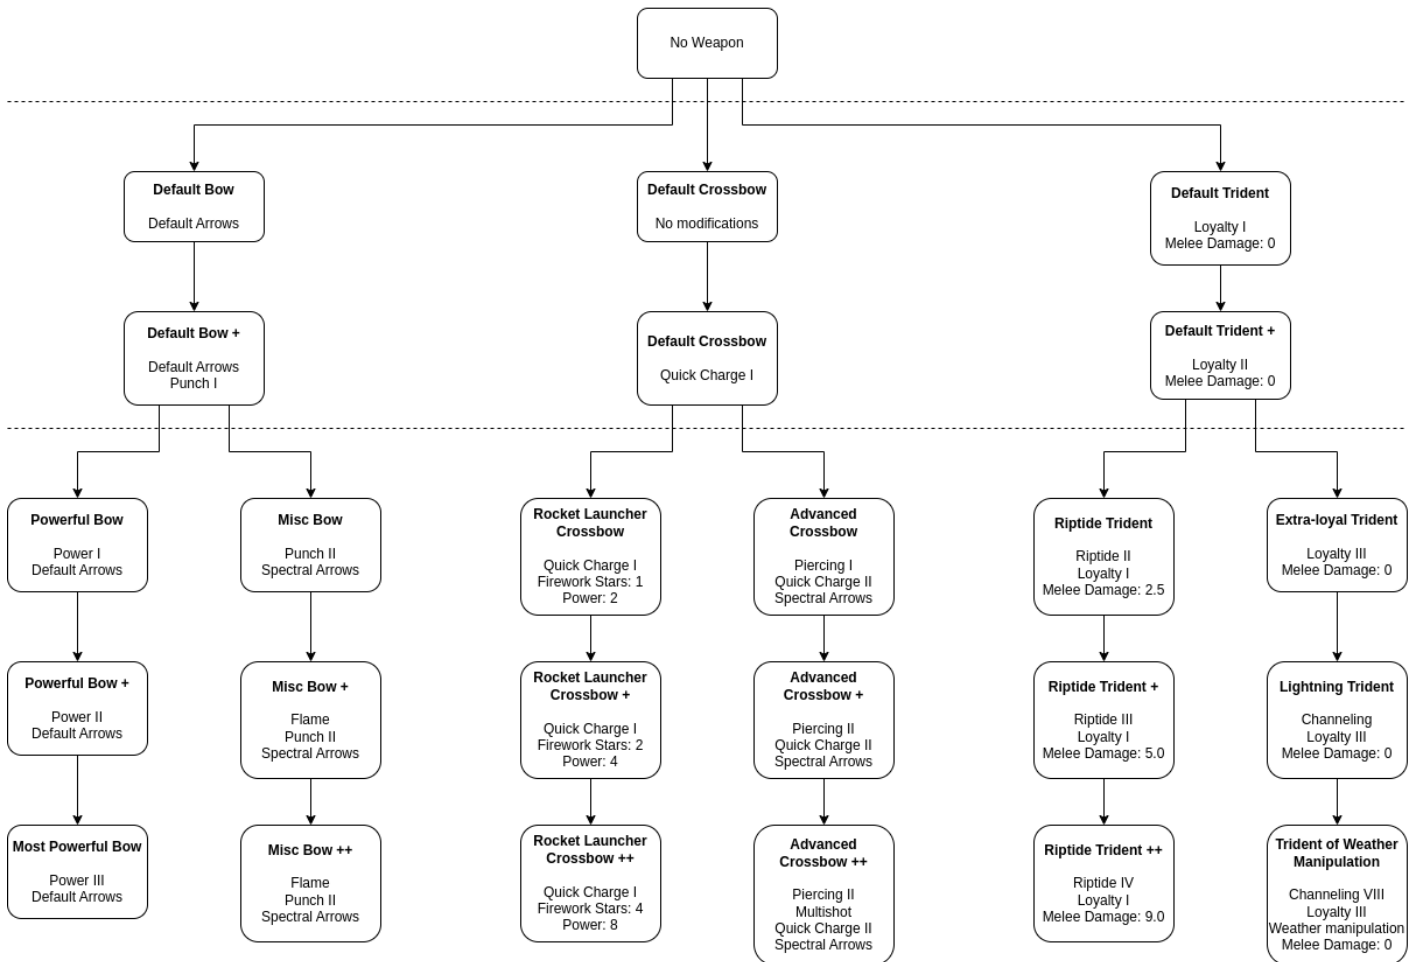 No Weapon
Default Bow
Default Arrows
Default Crossbow
No modifications
Default Trident
Loyalty I
Melee Damage: 0
Default Bow +
Default Arrows
Punch I
Default Crossbow
Quick Charge I
Default Trident +
Loyalty II
Melee Damage: 0
Powerful Bow
Power I
Default Arrows
Misc Bow
Punch II
Spectral Arrows
Rocket Launcher
Crossbow
Quick Charge I
Firework Stars: 1
Power: 2
Advanced
Crossbow
Piercing I
Quick Charge II
Spectral Arrows
Riptide Trident
Riptide II
Loyalty I
Melee Damage: 2.5
Extra-loyal Trident
Loyalty III
Melee Damage: 0
Powerful Bow +
Power II
Default Arrows
Misc Bow +
Flame
Punch II
Spectral Arrows
Rocket Launcher
Crossbow +
Quick Charge I
Firework Stars: 2
Power: 4
Advanced
Crossbow +
Piercing II
Quick Charge II
Spectral Arrows
Riptide Trident +
Riptide III
Loyalty I
Melee Damage: 5.0
Lightning Trident
Channeling
Loyalty III
Melee Damage: 0
Most Powerful Bow
Power III
Default Arrows
Misc Bow ++
Flame
Punch II
Spectral Arrows
Rocket Launcher
Crossbow ++
Quick Charge I
Firework Stars: 4
Power: 8
Advanced
Crossbow ++
Piercing II
Multishot
Quick Charge II
Spectral Arrows
Riptide Trident ++
Riptide IV
Loyalty I
Melee Damage: 9.0
Trident of Weather
Manipulation
Channeling VIII
Loyalty III
Weather manipulation
Melee Damage: 0